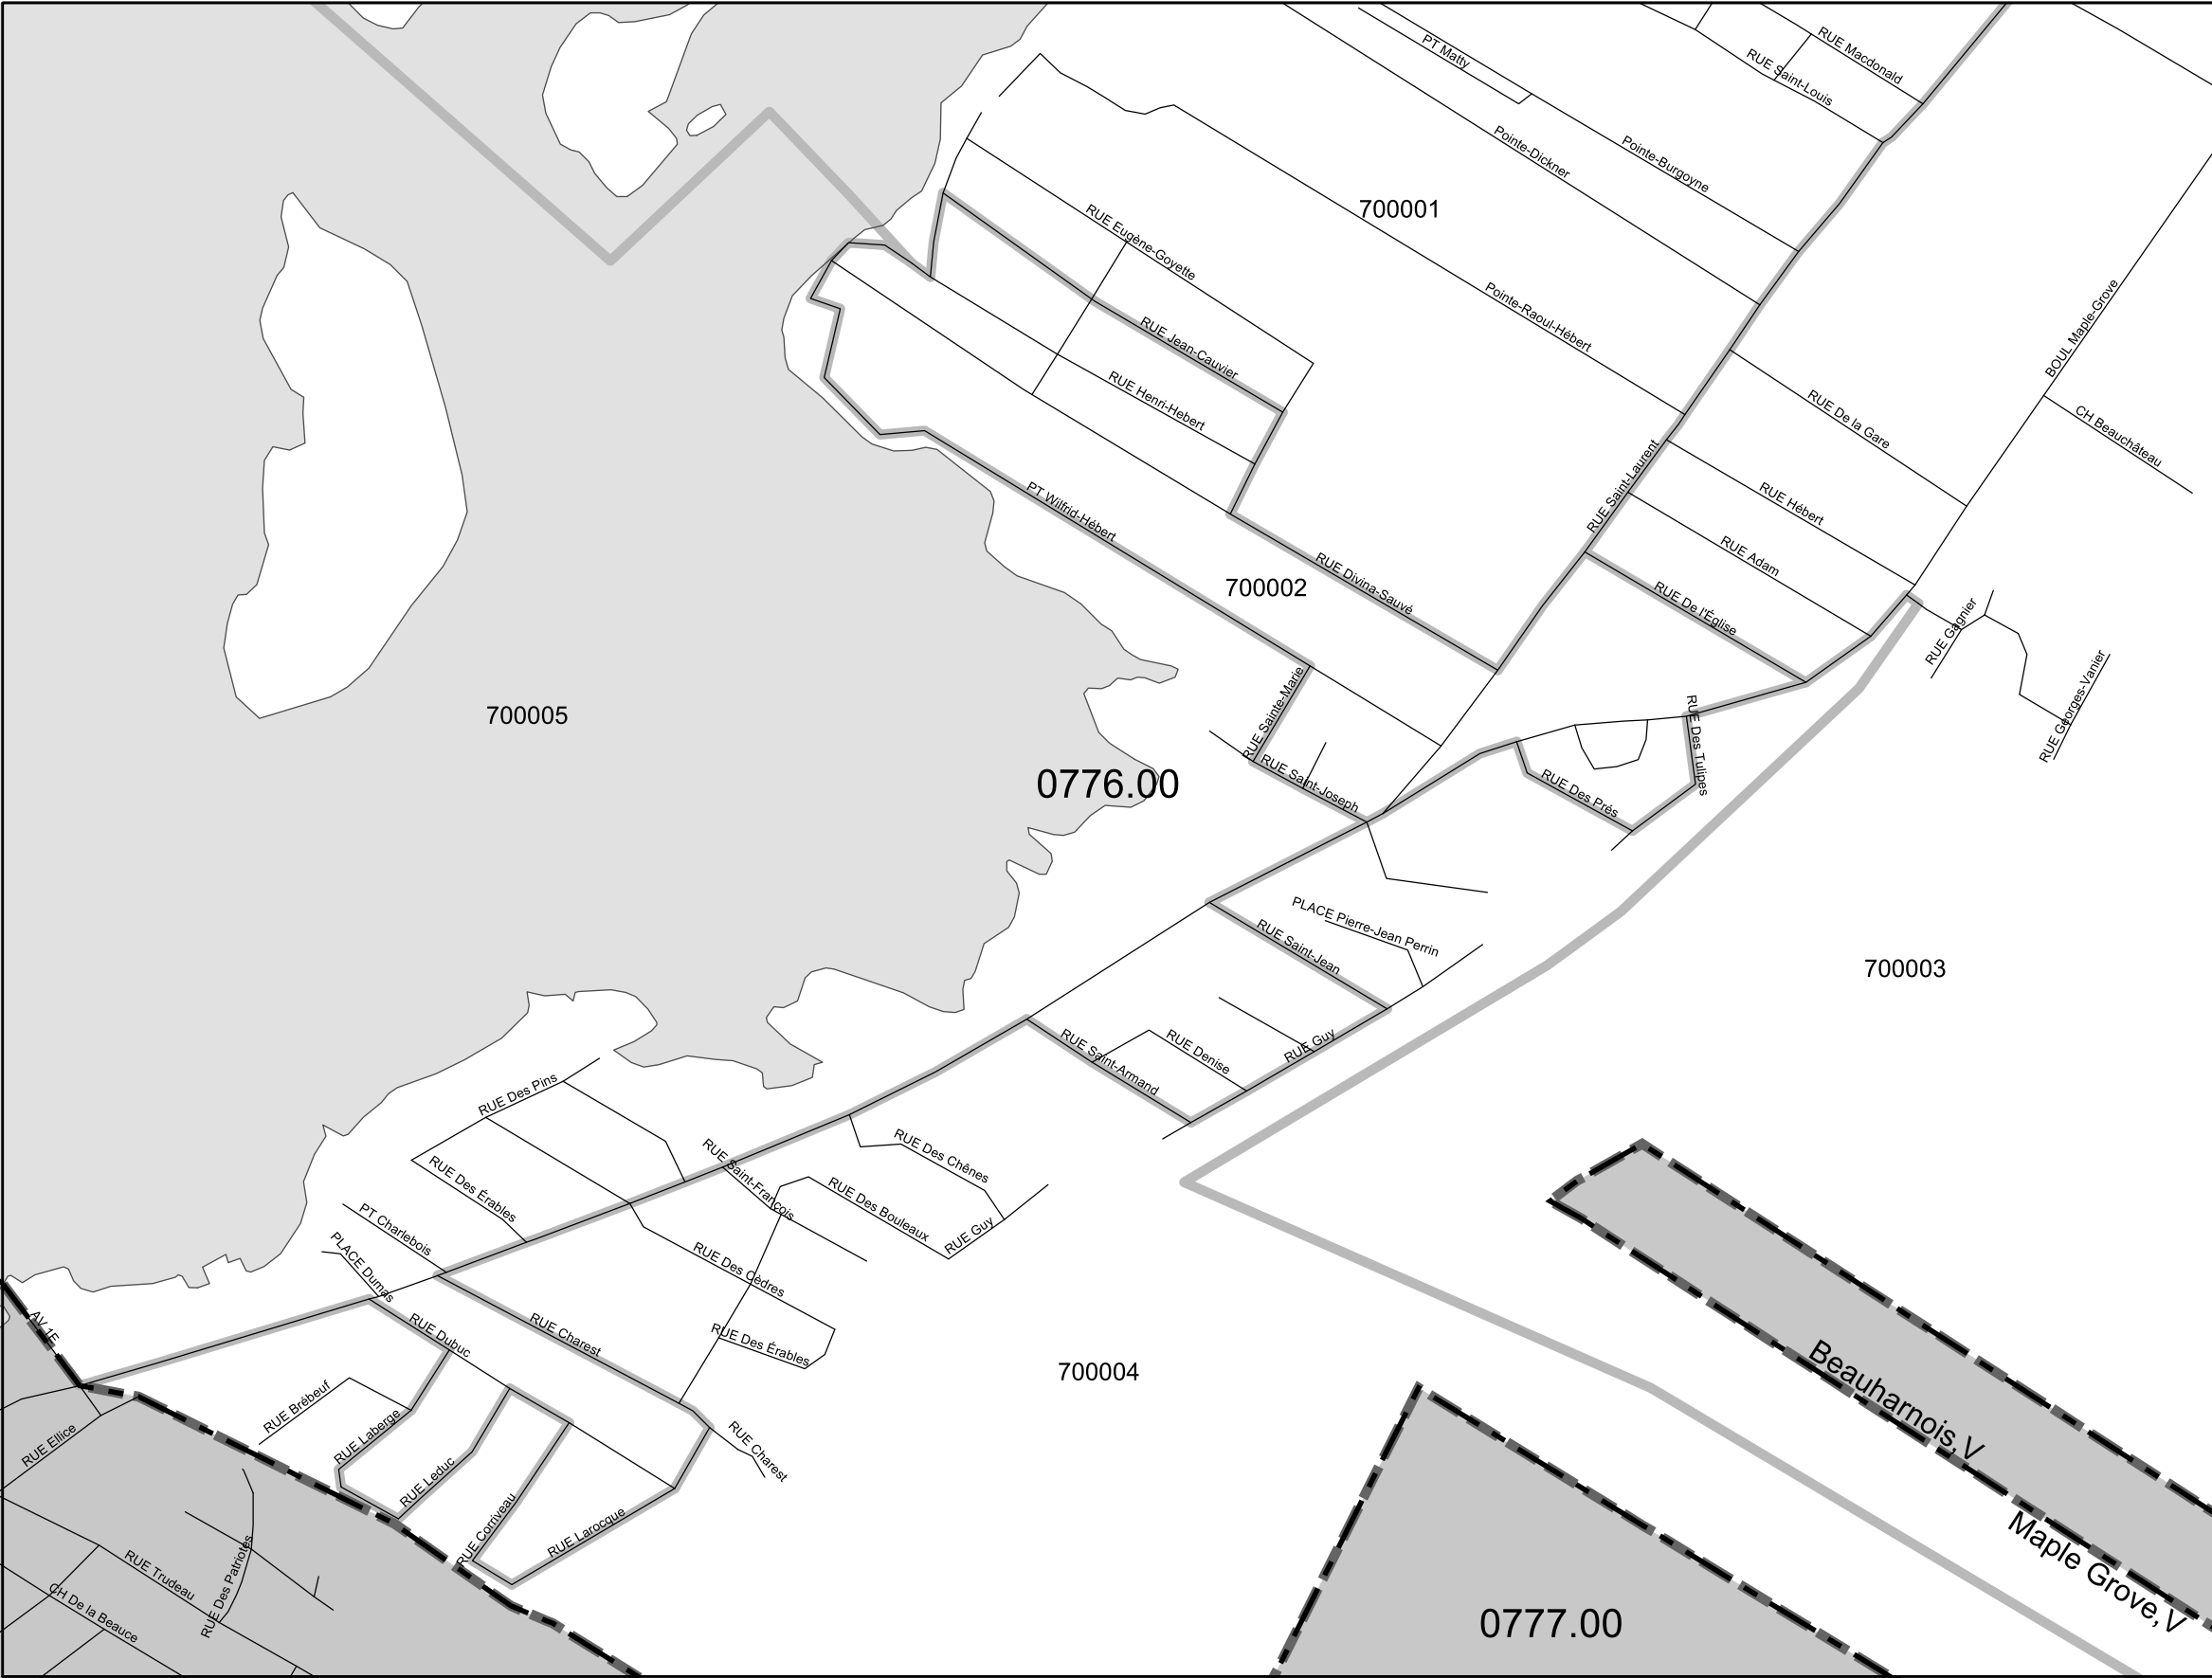 RUE Macdonald
PT Matty
RUE Saint-Louis
Pointe-Dickner
Pointe-Burgoyne
700001
RUE Eugène-Goyette
Pointe-Raoul-Hébert
BOUL Maple-Grove
RUE Jean-Cauvier
RUE Henri-Hebert
RUE De la Gare
CH Beauchâteau
RUE Saint-Laurent
RUE Hébert
PT Wilfrid-Hébert
RUE Adam
700002
RUE Divina-Sauvé
RUE De l'Église
RUE Gagnier
RUE Georges-Vanier
700005
RUE Sainte-Marie
RUE Des Tulipes
0776.00
RUE Saint-Joseph
RUE Des Prés
PLACE Pierre-Jean Perrin
RUE Saint-Jean
700003
RUE Guy
RUE Denise
RUE Saint-Armand
RUE Des Pins
RUE Saint-François
RUE Des Chênes
RUE Des Érables
RUE Des Bouleaux
RUE Guy
PT Charlebois
PLACE Dumas
RUE Des Cèdres
AV 1E
RUE Dubuc
RUE Charest
RUE Des Érables
700004
Beauharnois, V
RUE Brébeuf
RUE Laberge
RUE Ellice
RUE Leduc
RUE Charest
RUE Corriveau
RUE Larocque
Maple Grove, V
RUE Trudeau
RUE Des Patriotes
CH De la Beauce
0777.00